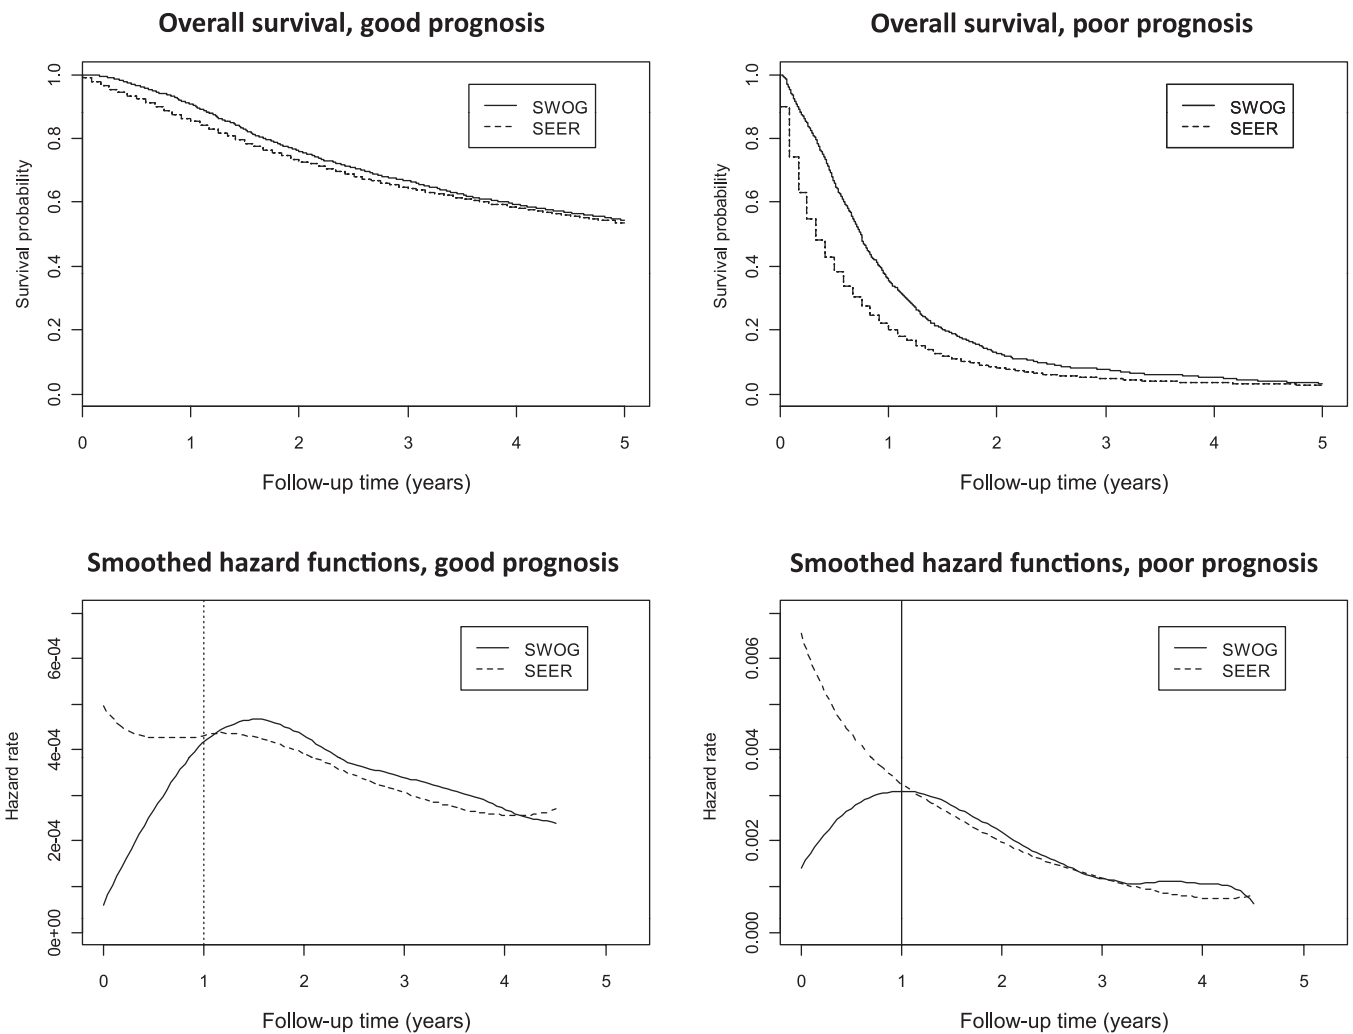 Overall survival, good prognosis
Survival probability
1.0
0.8
0.6
0.4
0.2
0.0
SWOG
SEER
0 1 2 3 4 5
Follow-up time (years)
Overall survival, poor prognosis
Survival probability
1.0
0.8
0.6
0.4
0.2
0.0
SWOG
SEER
0 1 2 3 4 5
Follow-up time (years)
Smoothed hazard functions, good prognosis
Hazard rate
6e-04
4e-04
2e-04
0e+00
SWOG
SEER
0 1 2 3 4 5
Follow-up time (years)
Smoothed hazard functions, poor prognosis
Hazard rate
0.006
0.004
0.002
0.000
SWOG
SEER
0 1 2 3 4 5
Follow-up time (years)